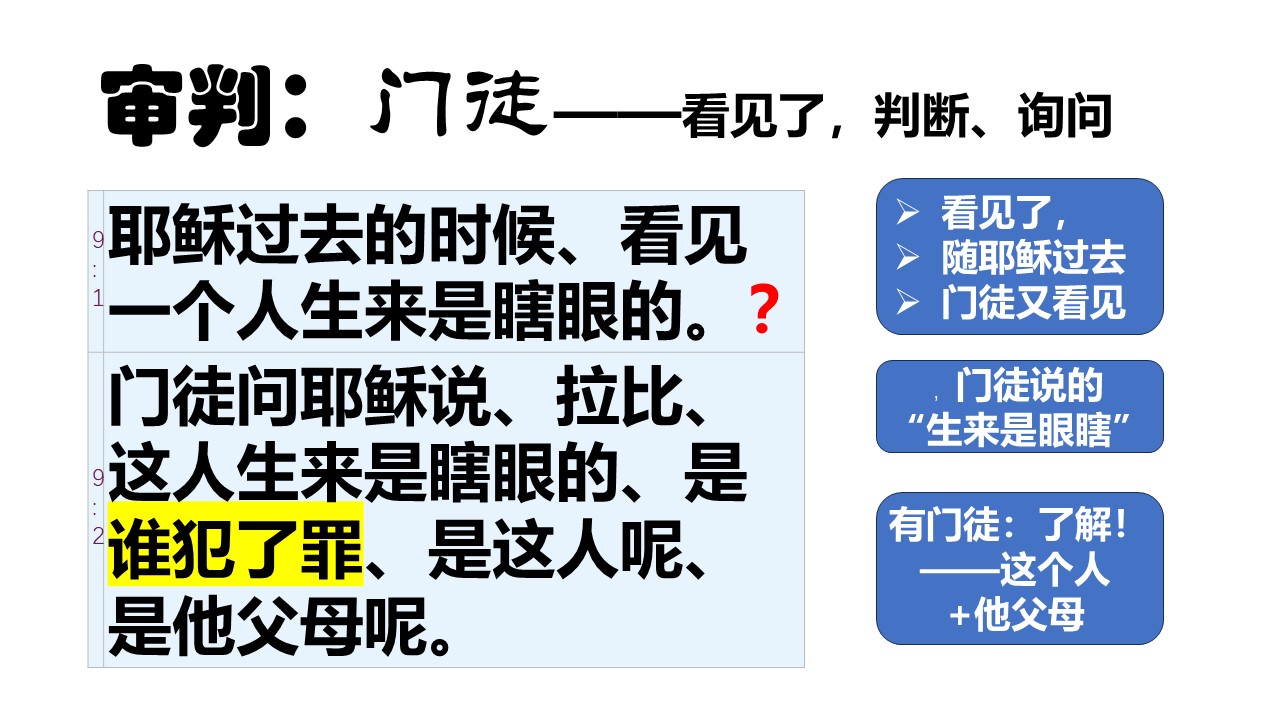 审判：门徒——看见了，判断、询问
9:1
耶稣过去的时候、看见
一个人生来是瞎眼的。？
9:2
门徒问耶稣说、拉比、
这人生来是瞎眼的、是
谁犯了罪、是这人呢、
是他父母呢。
➢ 看见了，
➢ 随耶稣过去
➢ 门徒又看见
，门徒说的
“生来是眼瞎”
有门徒：了解！
——这个人
+他父母